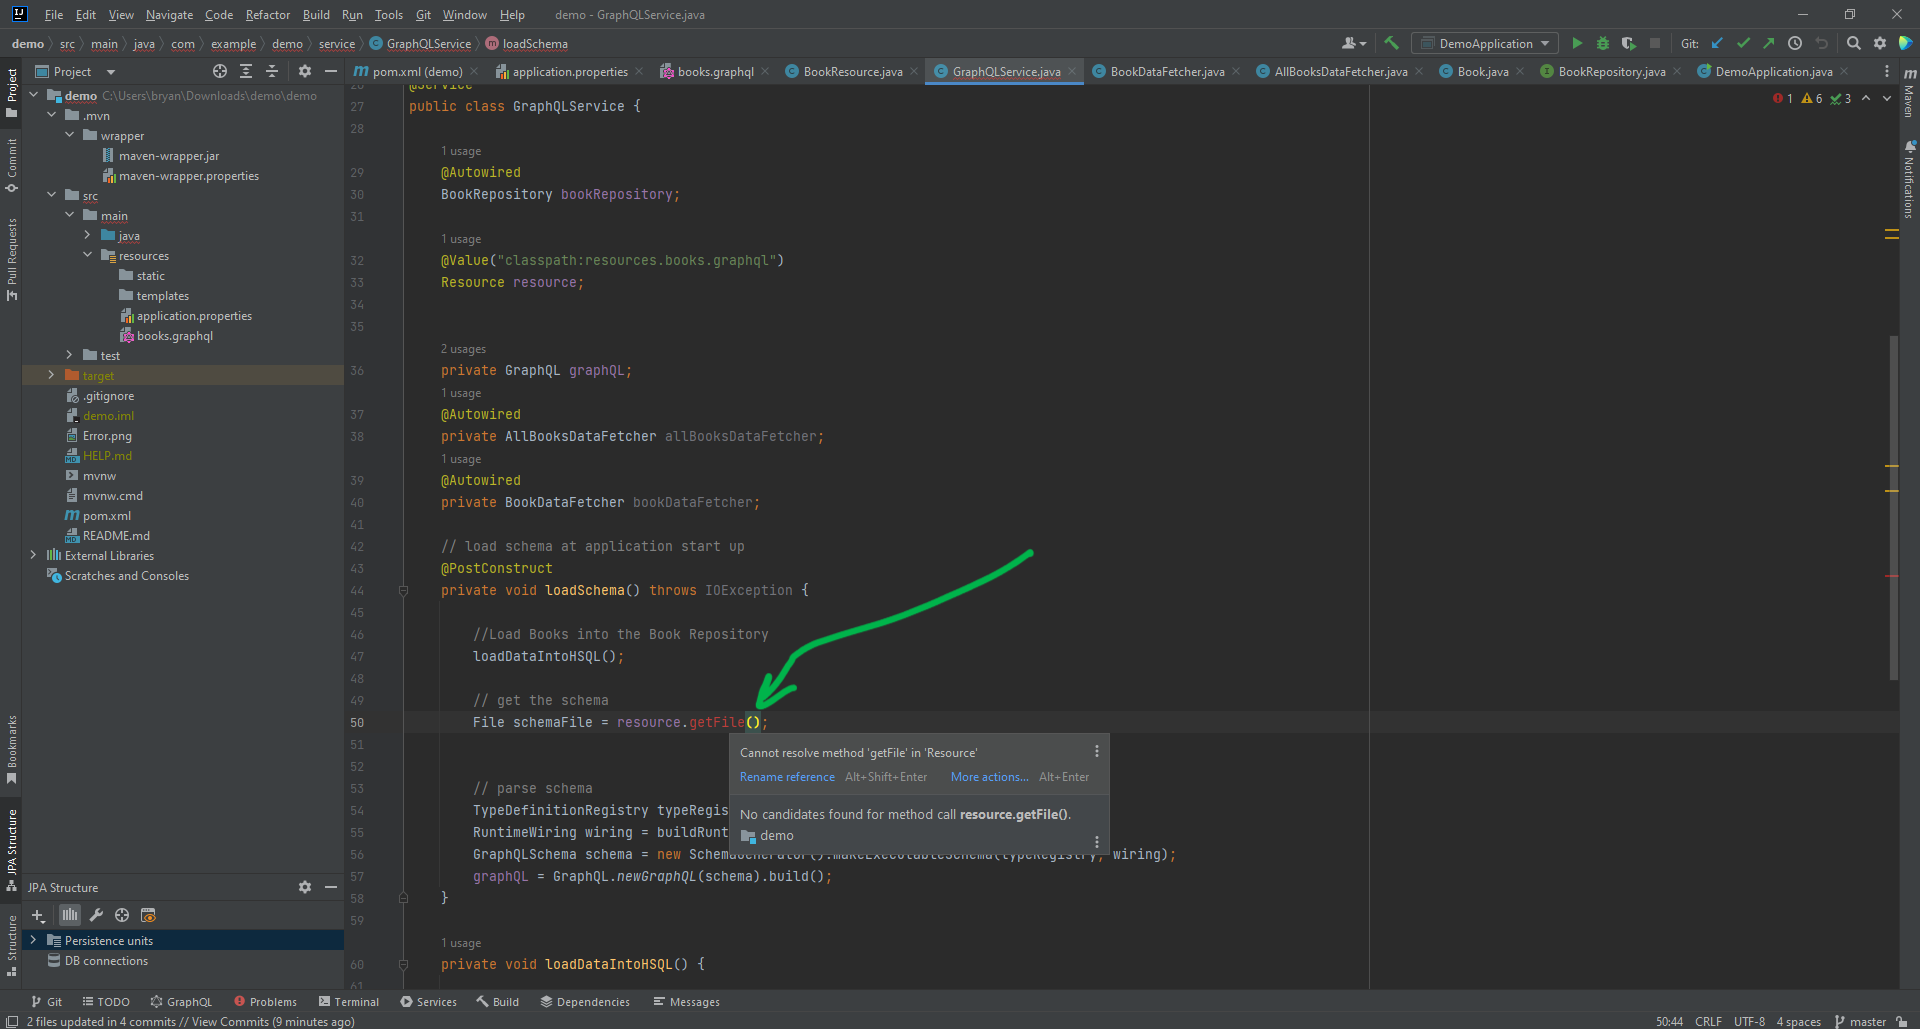 File Edit View Navigate Code Refactor Build Run Tools Git Window Help demo - GraphQLService.java
demo src main java com example demo service GraphQLService loadSchema DemoApplication Git:
Project pom.xml (demo) application.properties books.graphql BookResource.java GraphQLService.java BookDataFetcher.java AllBooksDataFetcher.java Book.java BookRepository.java DemoApplication.java
Project
Commit
Pull Requests
Bookmarks
JPA Structure
Structure
demo C:\Users\bryan\Downloads\demo\demo
.mvn
wrapper
maven-wrapper.jar
maven-wrapper.properties
src
main
java
resources
static
templates
application.properties
books.graphql
test
target
.gitignore
demo.iml
Error.png
HELP.md
mvnw
mvnw.cmd
pom.xml
README.md
External Libraries
Scratches and Consoles
JPA Structure
Persistence units
DB connections
@Service
27 public class GraphQLService {
28
1 usage
29 @Autowired
30 BookRepository bookRepository;
31
1 usage
32 @Value("classpath:resources.books.graphql")
33 Resource resource;
34
35
2 usages
36 private GraphQL graphQL;
1 usage
37 @Autowired
38 private AllBooksDataFetcher allBooksDataFetcher;
1 usage
39 @Autowired
40 private BookDataFetcher bookDataFetcher;
41
42 // load schema at application start up
43 @PostConstruct
44 private void loadSchema() throws IOException {
45
46 //Load Books into the Book Repository
47 loadDataIntoHSQL();
48
49 // get the schema
50 File schemaFile = resource.getFile();
51
52
53 // parse schema
54 TypeDefinitionRegistry typeRegis
55 RuntimeWiring wiring = buildRunt
56 GraphQLSchema schema = new SchemaGenerator().makeExecutableSchema(typeRegistry, wiring);
57 graphQL = GraphQL.newGraphQL(schema).build();
58 }
59
1 usage
60 private void loadDataIntoHSQL() {
61
Cannot resolve method 'getFile' in 'Resource'
Rename reference Alt+Shift+Enter More actions... Alt+Enter
No candidates found for method call resource.getFile().
demo
1 6 3
Maven
Notifications
Git TODO GraphQL Problems Terminal Services Build Dependencies Messages
2 files updated in 4 commits // View Commits (9 minutes ago) 50:44 CRLF UTF-8 4 spaces master